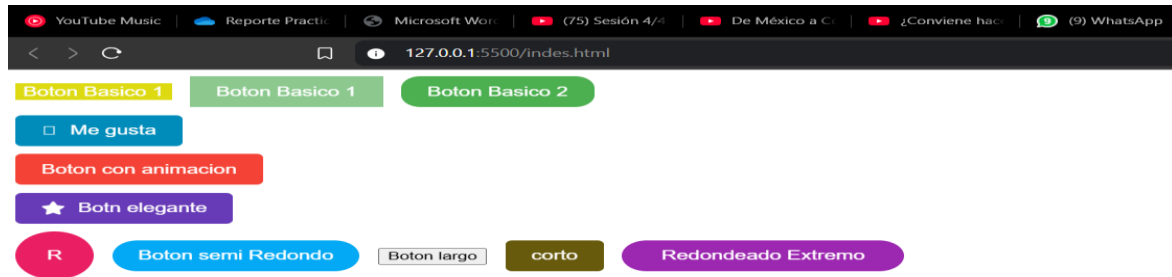 YouTube Music Reporte Practic Microsoft Word (75) Sesión 4/4 De México a C ¿Conviene hac (9) WhatsApp
127.0.0.1:5500/indes.html
Boton Basico 1 Boton Basico 1 Boton Basico 2
Me gusta
Boton con animacion
Botn elegante
R Boton semi Redondo Boton largo corto Redondeado Extremo